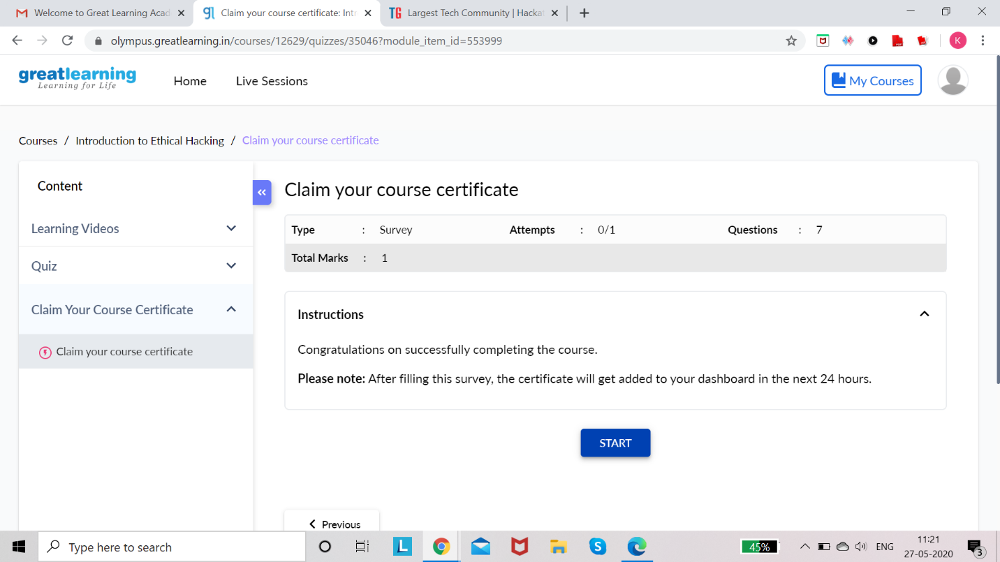 Welcome to Great Learning Acad
Claim your course certificate: Intr
Largest Tech Community | Hackat
olympus.greatlearning.in/courses/12629/quizzes/35046?module_item_id=553999
K
greatlearning
Learning for Life
Home
Live Sessions
My Courses
Courses / Introduction to Ethical Hacking / Claim your course certificate
Content
Learning Videos
Quiz
Claim Your Course Certificate
Claim your course certificate
Claim your course certificate
Type : Survey Attempts : 0/1 Questions : 7
Total Marks : 1
Instructions
Congratulations on successfully completing the course.
Please note: After filling this survey, the certificate will get added to your dashboard in the next 24 hours.
START
Previous
Type here to search
45%
ENG
11:21
27-05-2020
3